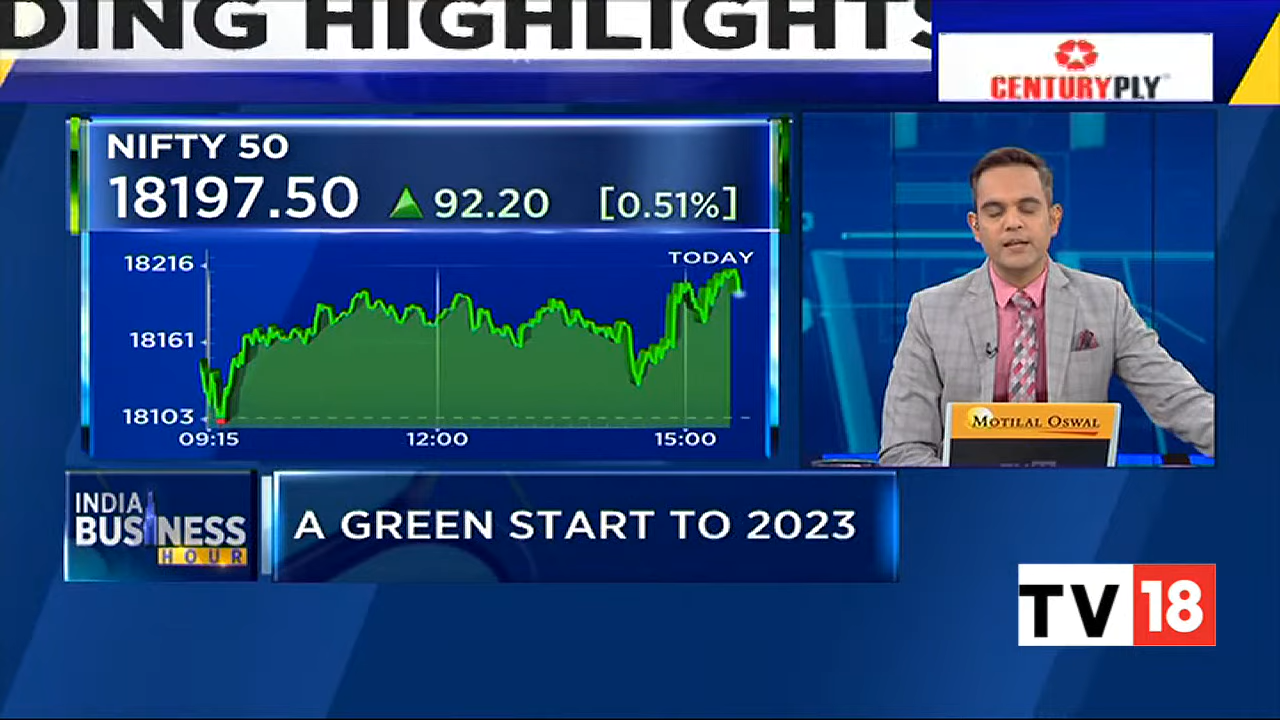 DING HIGHLIGHTS
CENTURYPLY
NIFTY 50
18197.50 ▲ 92.20 [0.51%]
TODAY
18216
18161
18103
09:15 12:00 15:00
MOTILAL OSWAL
INDIA
BUSINESS
HOUR
A GREEN START TO 2023
TV18